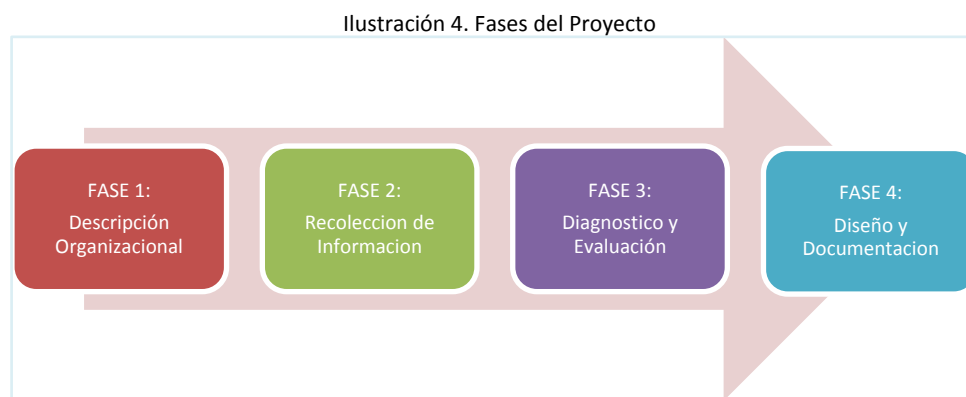 Ilustración 4. Fases del Proyecto
FASE 1:
Descripción
Organizacional
FASE 2:
Recoleccion de
Informacion
FASE 3:
Diagnostico y
Evaluación
FASE 4:
Diseño y
Documentacion